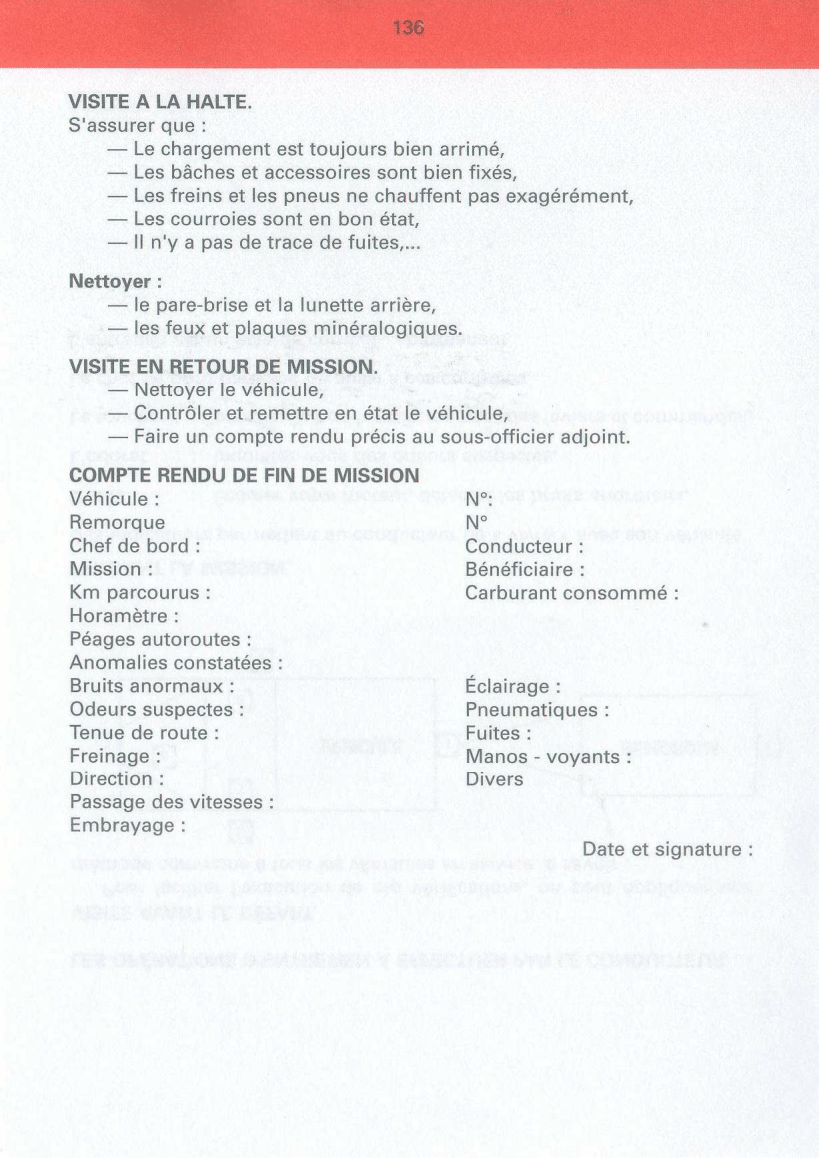 136
VISITE A LA HALTE.
S'assurer que :
— Le chargement est toujours bien arrimé,
— Les bâches et accessoires sont bien fixés,
— Les freins et les pneus ne chauffent pas exagérément,
— Les courroies sont en bon état,
— Il n'y a pas de trace de fuites,...
Nettoyer :
— le pare-brise et la lunette arrière,
— les feux et plaques minéralogiques.
VISITE EN RETOUR DE MISSION.
— Nettoyer le véhicule,
— Contrôler et remettre en état le véhicule,
— Faire un compte rendu précis au sous-officier adjoint.
COMPTE RENDU DE FIN DE MISSION
Véhicule : N°:
Remorque N°
Chef de bord : Conducteur :
Mission : Bénéficiaire :
Km parcourus : Carburant consommé :
Horamètre :
Péages autoroutes :
Anomalies constatées :
Bruits anormaux : Éclairage :
Odeurs suspectes : Pneumatiques :
Tenue de route : Fuites :
Freinage : Manos - voyants :
Direction : Divers
Passage des vitesses :
Embrayage :
Date et signature :